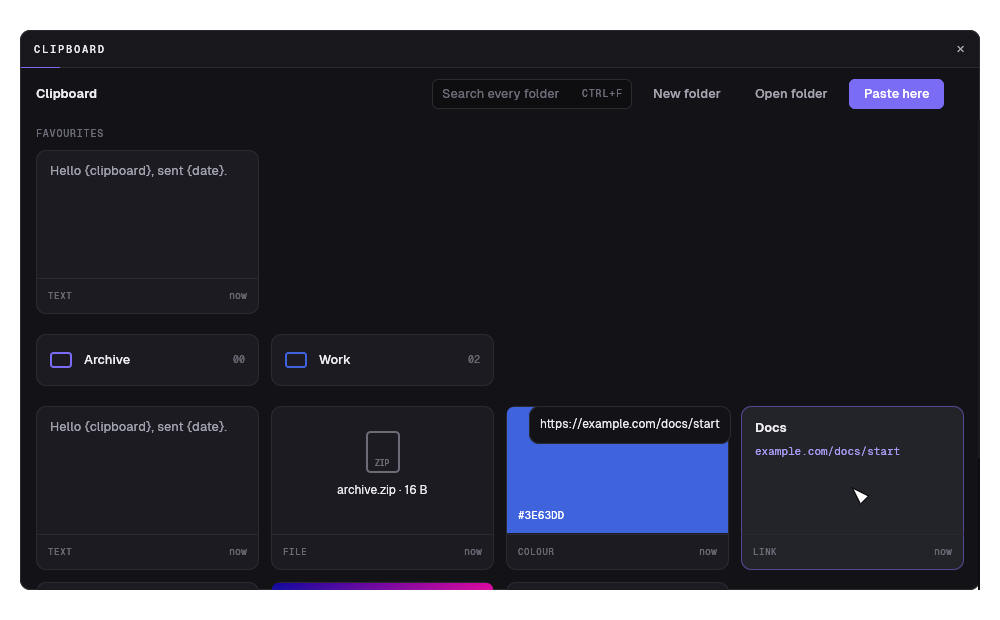 CLIPBOARD
×
Clipboard
Search every folder CTRL+F
New folder
Open folder
Paste here
FAVOURITES
Hello {clipboard}, sent {date}.
TEXT now
Archive 00
Work 02
Hello {clipboard}, sent {date}.
TEXT now
ZIP
archive.zip · 16 B
FILE now
https://example.com/docs/start
#3E63DD
COLOUR now
Docs
example.com/docs/start
LINK now